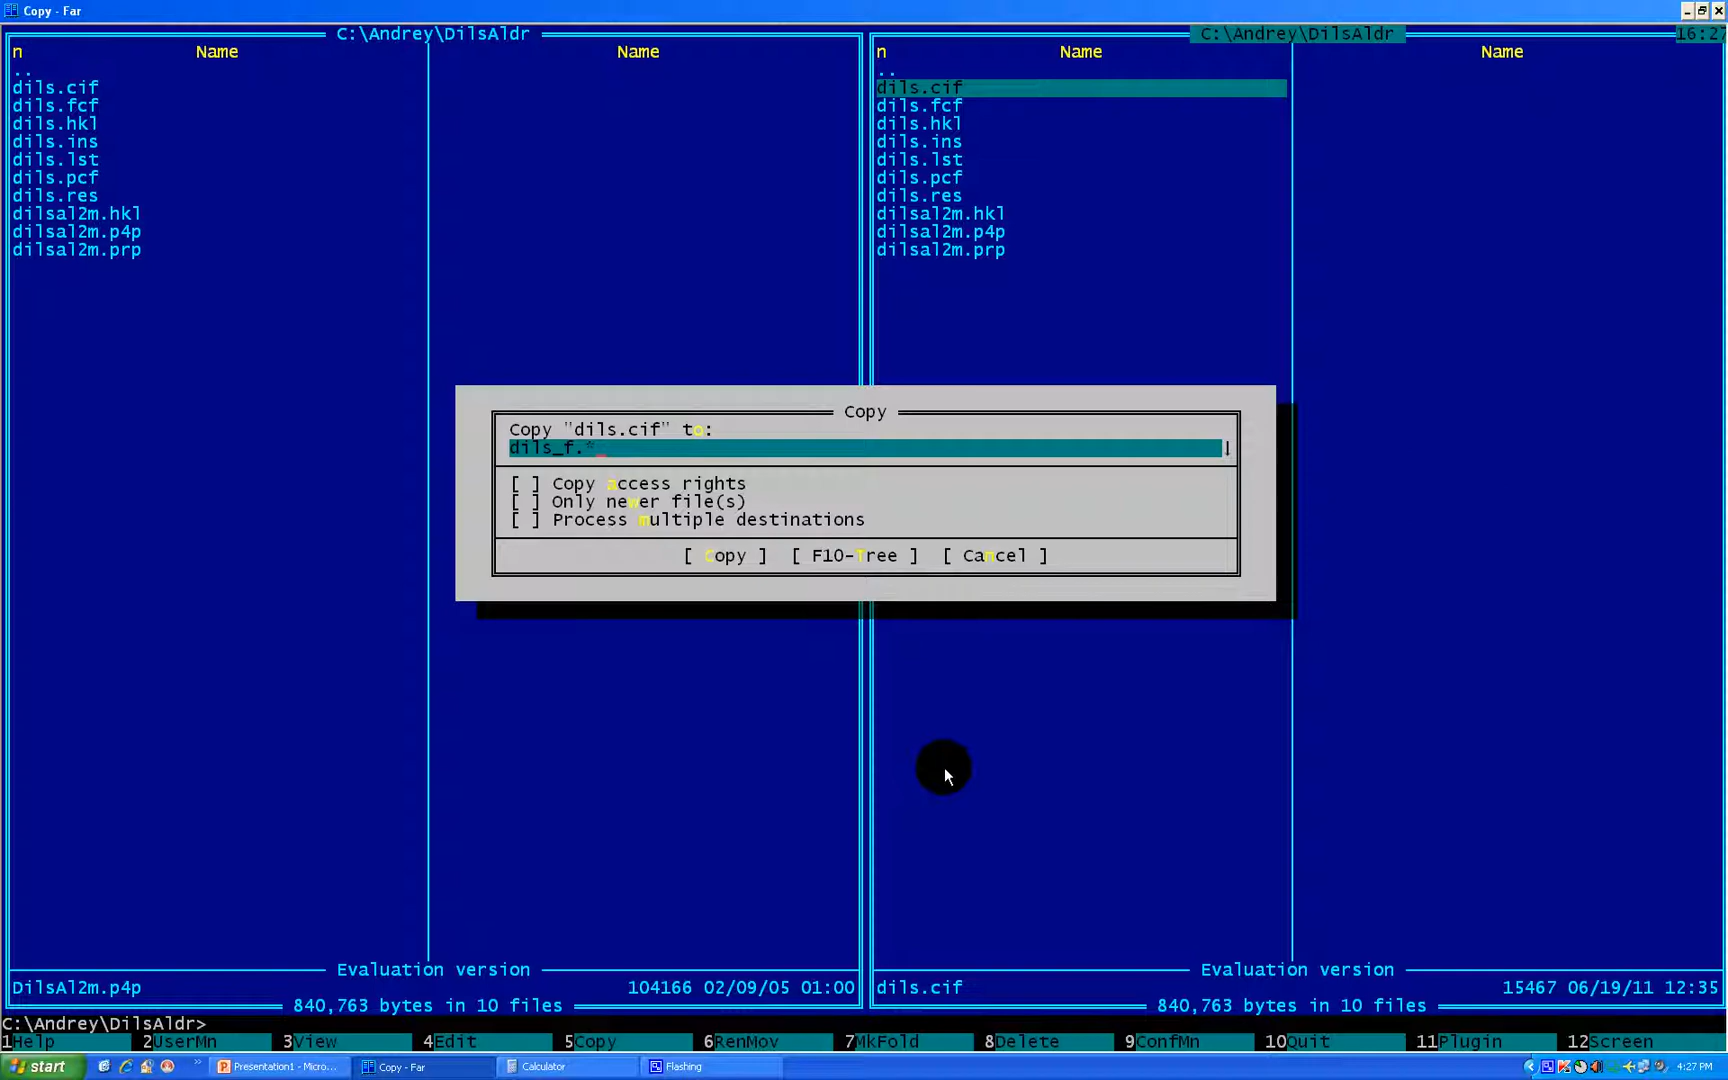 Copy - Far
C:\Andrey\DilsAldr
n Name Name
..
dils.cif
dils.fcf
dils.hkl
dils.ins
dils.lst
dils.pcf
dils.res
dilsal2m.hkl
dilsal2m.p4p
dilsal2m.prp
Evaluation version
DilsAl2m.p4p 104166 02/09/05 01:00
840,763 bytes in 10 files
C:\Andrey\DilsAldr 16:27
n Name Name
..
dils.cif
dils.fcf
dils.hkl
dils.ins
dils.lst
dils.pcf
dils.res
dilsal2m.hkl
dilsal2m.p4p
dilsal2m.prp
Evaluation version
dils.cif 15467 06/19/11 12:35
840,763 bytes in 10 files
Copy
Copy "dils.cif" to:
dils_f.*
[ ] Copy access rights
[ ] Only newer file(s)
[ ] Process multiple destinations
[ Copy ] [ F10-Tree ] [ Cancel ]
C:\Andrey\DilsAldr>
1Help 2UserMn 3View 4Edit 5Copy 6RenMov 7MkFold 8Delete 9ConfMn 10Quit 11Plugin 12Screen
start Presentation1 - Micro... Copy - Far Calculator Flashing 4:27 PM